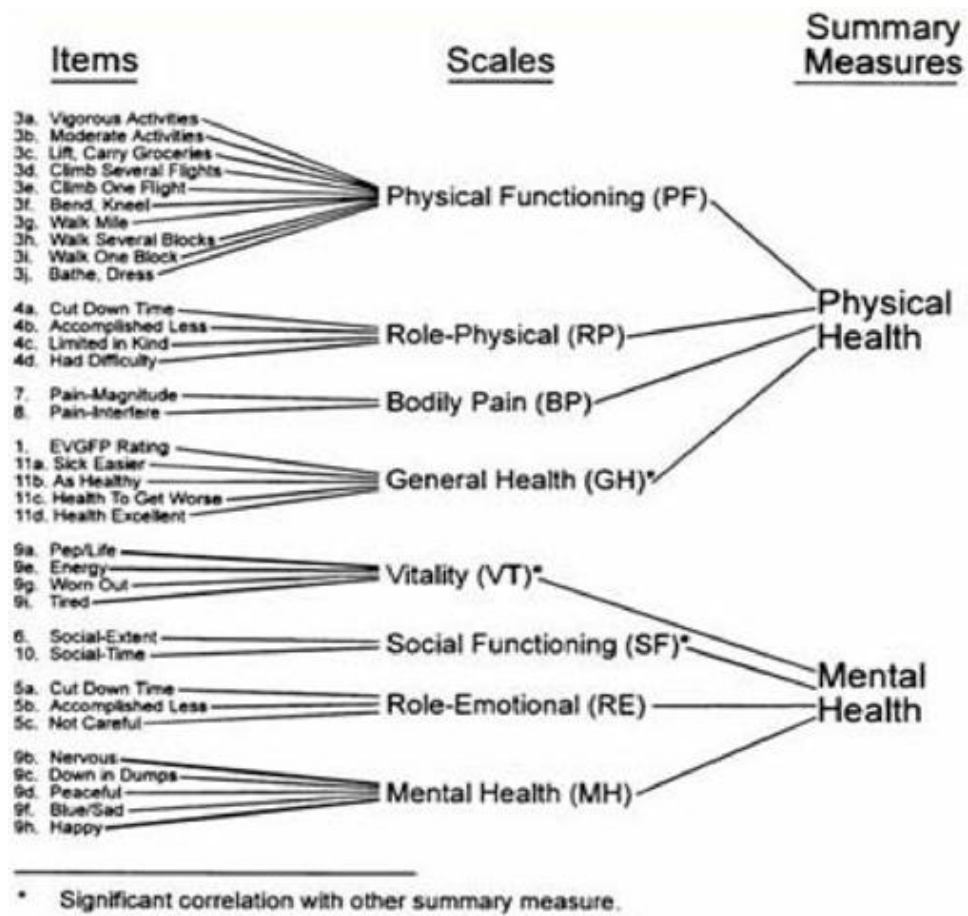 Items
Scales
Summary
Measures
3a. Vigorous Activities
3b. Moderate Activities
3c. Lift, Carry Groceries
3d. Climb Several Flights
3e. Climb One Flight
3f. Bend, Kneel
3g. Walk Mile
3h. Walk Several Blocks
3i. Walk One Block
3j. Bathe, Dress
Physical Functioning (PF)
4a. Cut Down Time
4b. Accomplished Less
4c. Limited in Kind
4d. Had Difficulty
Role-Physical (RP)
7. Pain-Magnitude
8. Pain-Interfere
Bodily Pain (BP)
1. EVGFP Rating
11a. Sick Easier
11b. As Healthy
11c. Health To Get Worse
11d. Health Excellent
General Health (GH)*
Physical
Health
9a. Pep/Life
9e. Energy
9g. Worn Out
9i. Tired
Vitality (VT)*
6. Social-Extent
10. Social-Time
Social Functioning (SF)*
5a. Cut Down Time
5b. Accomplished Less
5c. Not Careful
Role-Emotional (RE)
9b. Nervous
9c. Down in Dumps
9d. Peaceful
9f. Blue/Sad
9h. Happy
Mental Health (MH)
Mental
Health
* Significant correlation with other summary measure.